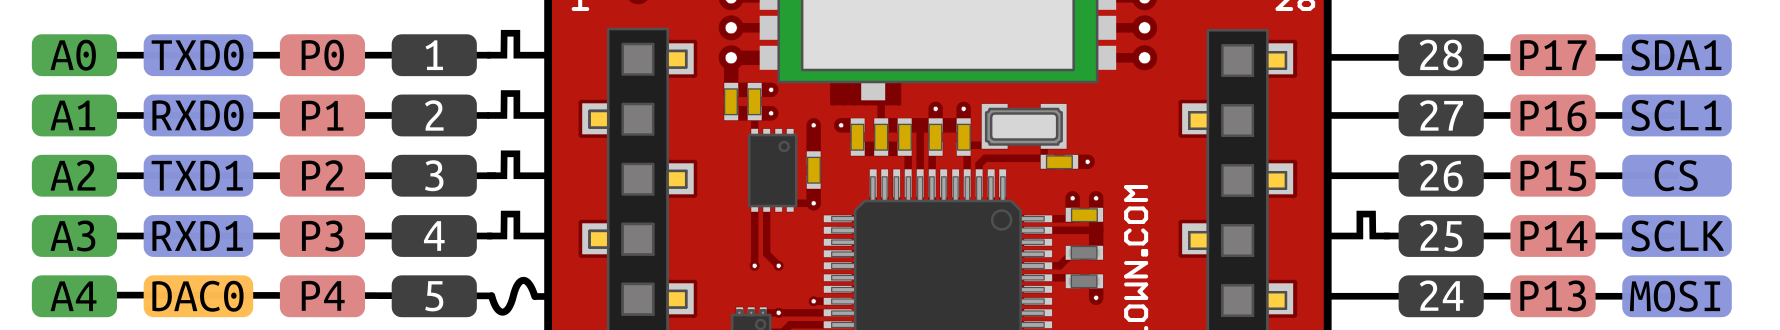 1 28
A0 TXD0 P0 1 28 P17 SDA1
A1 RXD0 P1 2 27 P16 SCL1
A2 TXD1 P2 3 26 P15 CS
A3 RXD1 P3 4 25 P14 SCLK
A4 DAC0 P4 5 24 P13 MOSI
OWN.COM